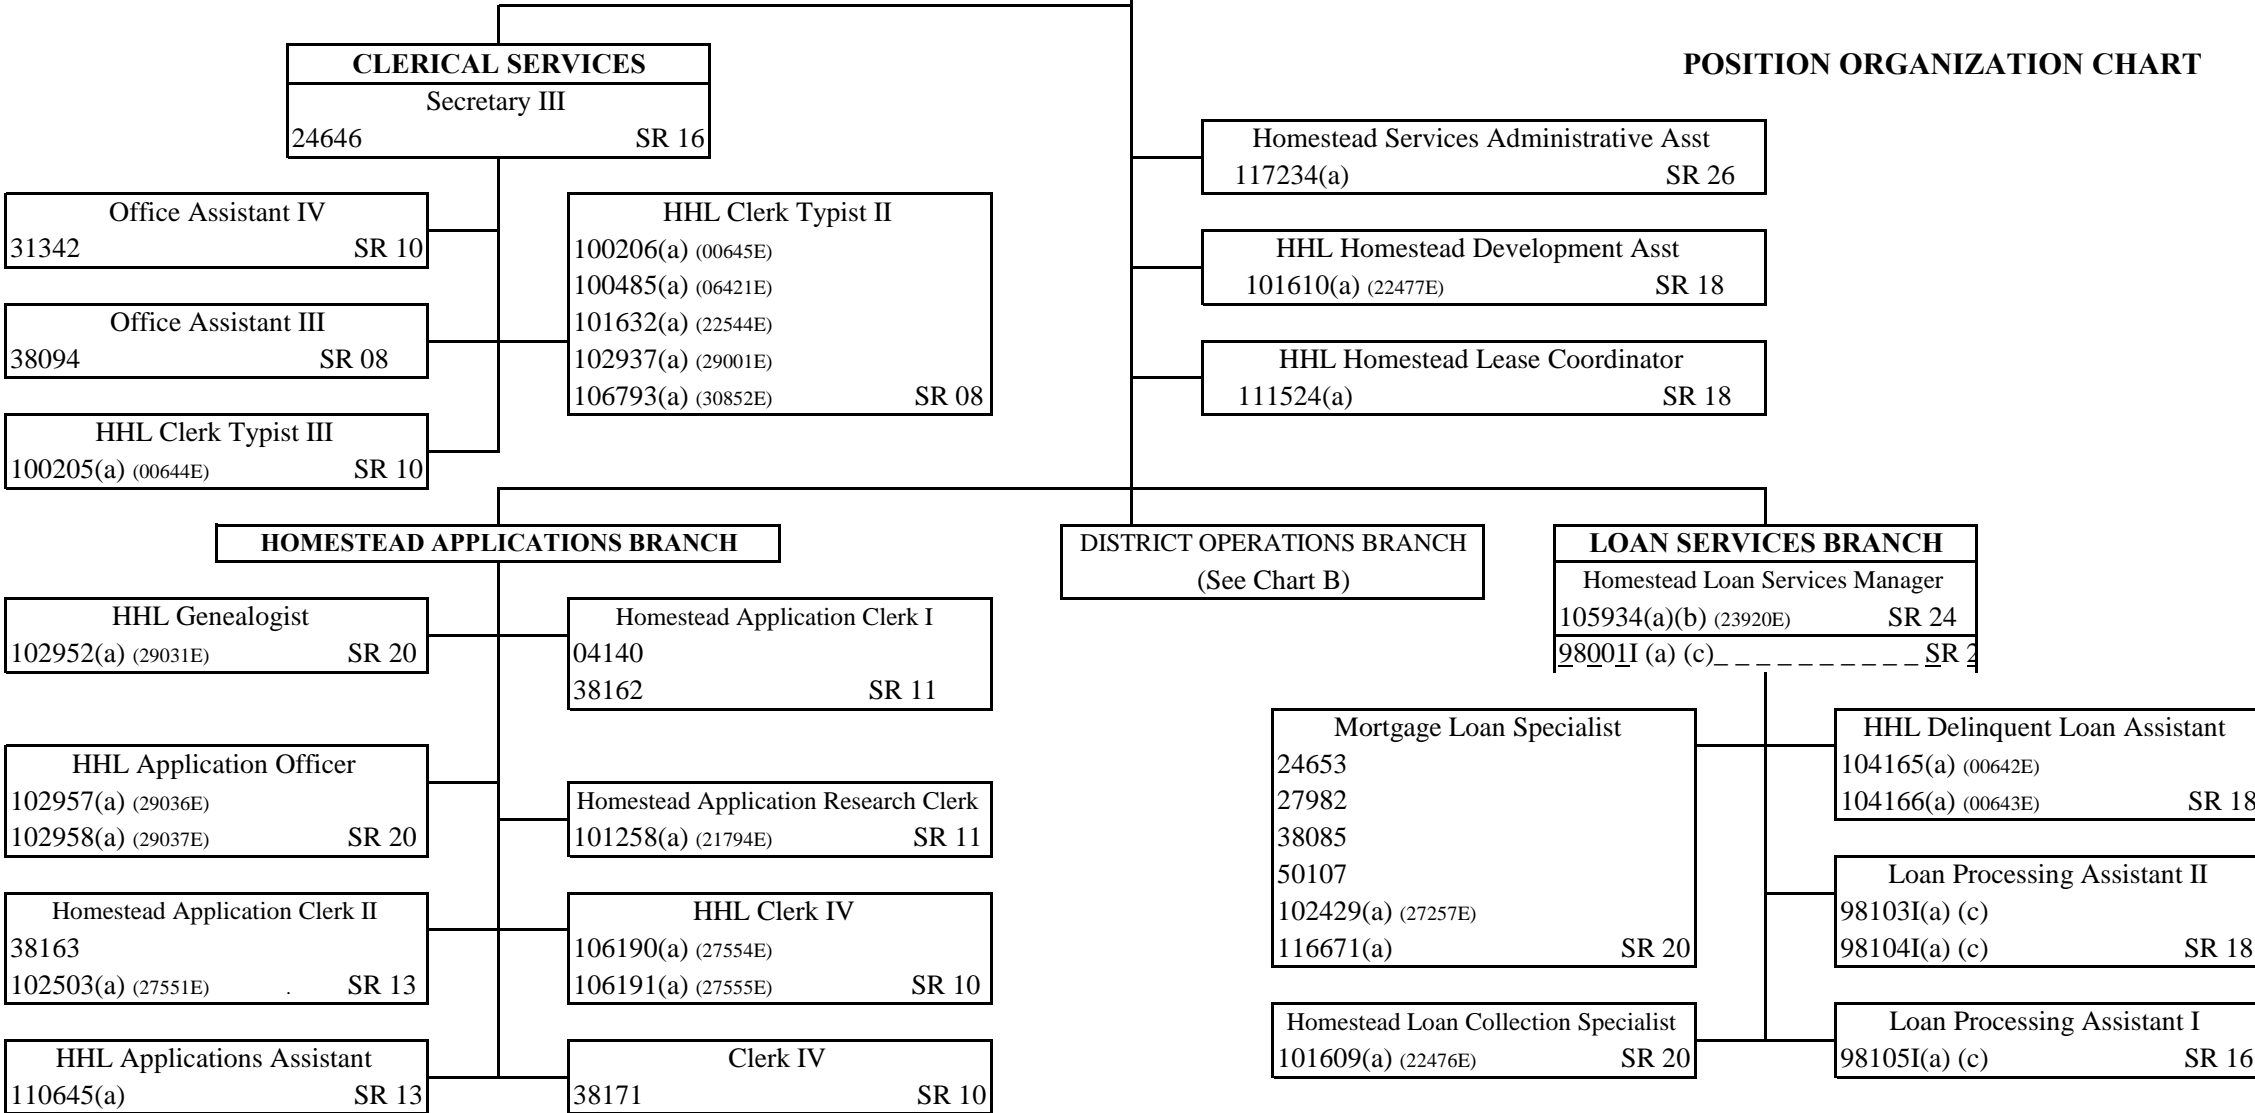 POSITION ORGANIZATION CHART
CLERICAL SERVICES
Secretary III
24646 SR 16
Office Assistant IV
31342 SR 10
Office Assistant III
38094 SR 08
HHL Clerk Typist III
100205(a) (00644E) SR 10
HHL Clerk Typist II
100206(a) (00645E)
100485(a) (06421E)
101632(a) (22544E)
102937(a) (29001E)
106793(a) (30852E) SR 08
Homestead Services Administrative Asst
117234(a) SR 26
HHL Homestead Development Asst
101610(a) (22477E) SR 18
HHL Homestead Lease Coordinator
111524(a) SR 18
HOMESTEAD APPLICATIONS BRANCH
HHL Genealogist
102952(a) (29031E) SR 20
HHL Application Officer
102957(a) (29036E)
102958(a) (29037E) SR 20
Homestead Application Clerk II
38163
102503(a) (27551E) . SR 13
HHL Applications Assistant
110645(a) SR 13
Homestead Application Clerk I
04140
38162 SR 11
Homestead Application Research Clerk
101258(a) (21794E) SR 11
HHL Clerk IV
106190(a) (27554E)
106191(a) (27555E) SR 10
Clerk IV
38171 SR 10
DISTRICT OPERATIONS BRANCH
(See Chart B)
LOAN SERVICES BRANCH
Homestead Loan Services Manager
105934(a)(b) (23920E) SR 24
98001I (a) (c)_ _ _ _ _ _ _ _ _ _ SR
Mortgage Loan Specialist
24653
27982
38085
50107
102429(a) (27257E)
116671(a) SR 20
Homestead Loan Collection Specialist
101609(a) (22476E) SR 20
HHL Delinquent Loan Assistant
104165(a) (00642E)
104166(a) (00643E) SR 18
Loan Processing Assistant II
98103I(a) (c)
98104I(a) (c) SR 18
Loan Processing Assistant I
98105I(a) (c) SR 16